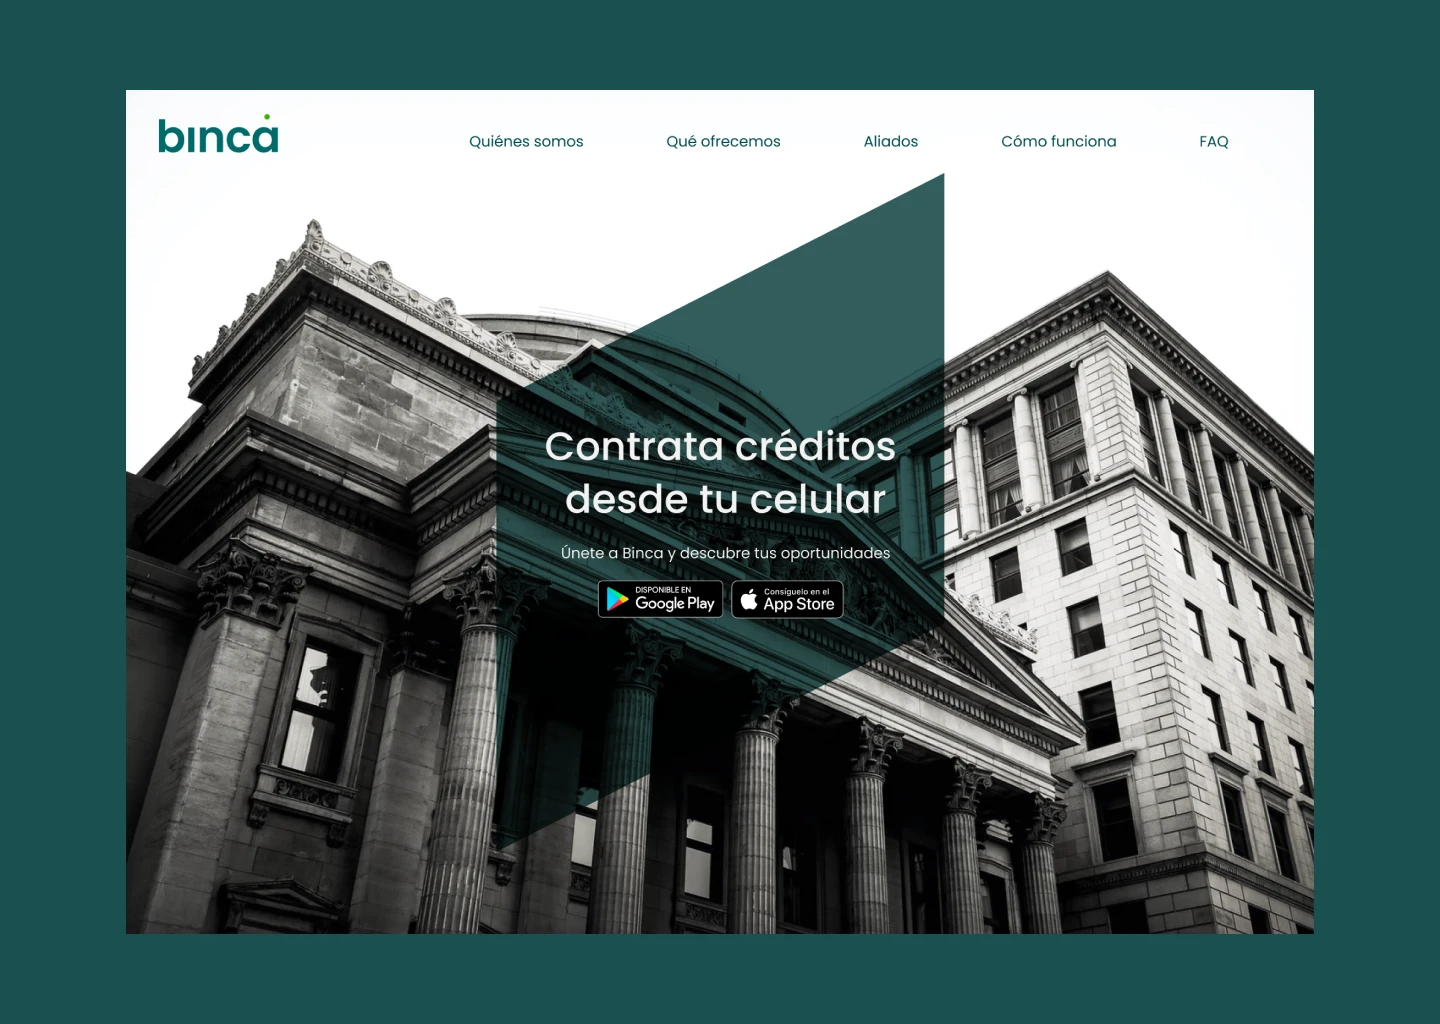 binca
Quiénes somos
Qué ofrecemos
Aliados
Cómo funciona
FAQ
Contrata créditos
desde tu celular
Únete a Binca y descubre tus oportunidades
DISPONIBLE EN
Google Play
Consíguelo en el
App Store